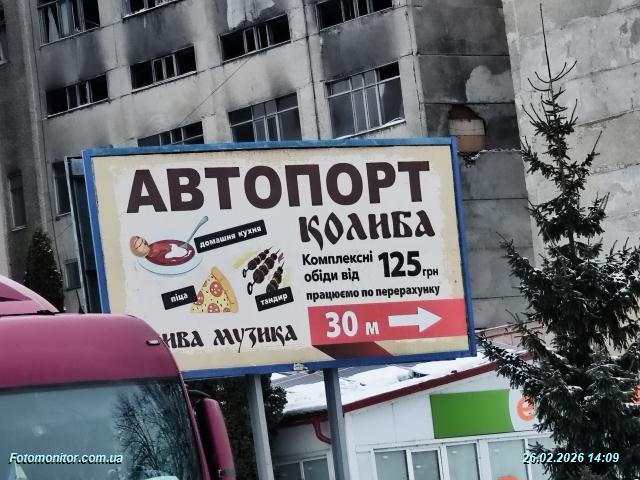 АВТОПОРТ
КОЛИБА
домашня кухня
Комплексні
обіди від 125 грн
піца
тандир
працюємо по перерахунку
ИВА МУЗИКА
30 м
Fotomonitor.com.ua
26.02.2026 14:09